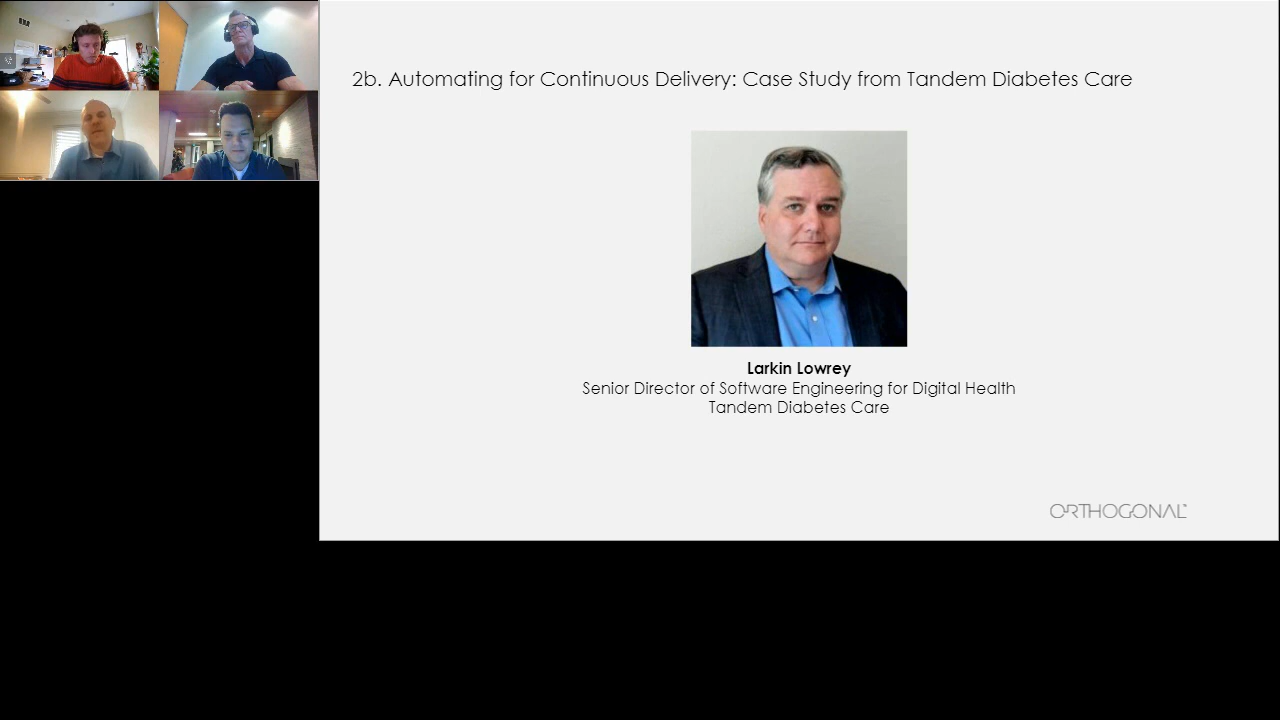 2b. Automating for Continuous Delivery: Case Study from Tandem Diabetes Care
Larkin Lowrey
Senior Director of Software Engineering for Digital Health
Tandem Diabetes Care
ORTHOGONAL